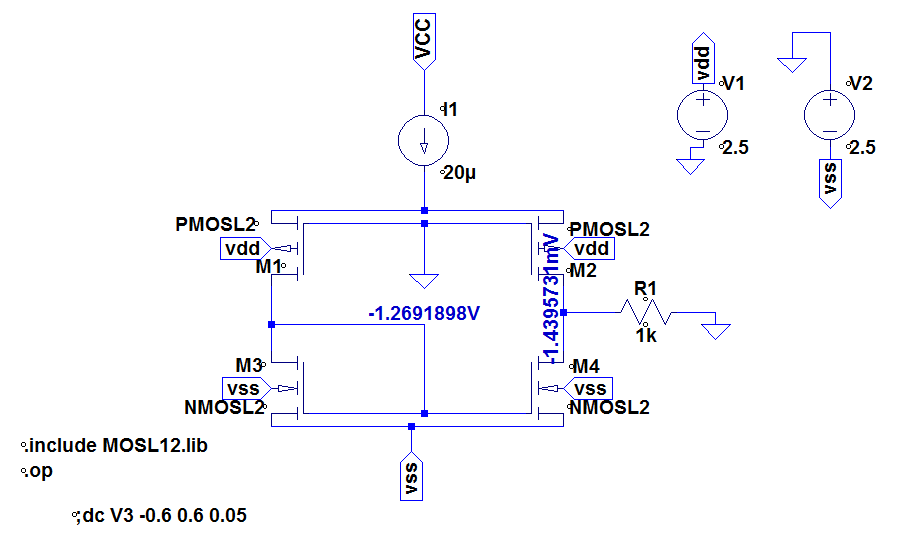 VCC
I1
20µ
vdd
V1
2.5
V2
2.5
vss
PMOSL2
vdd
M1
PMOSL2
vdd
M2
-1.2691898V
-1.4395731mV
R1
1k
M3
vss
NMOSL2
M4
vss
NMOSL2
vss
.include MOSL12.lib
.op
;dc V3 -0.6 0.6 0.05